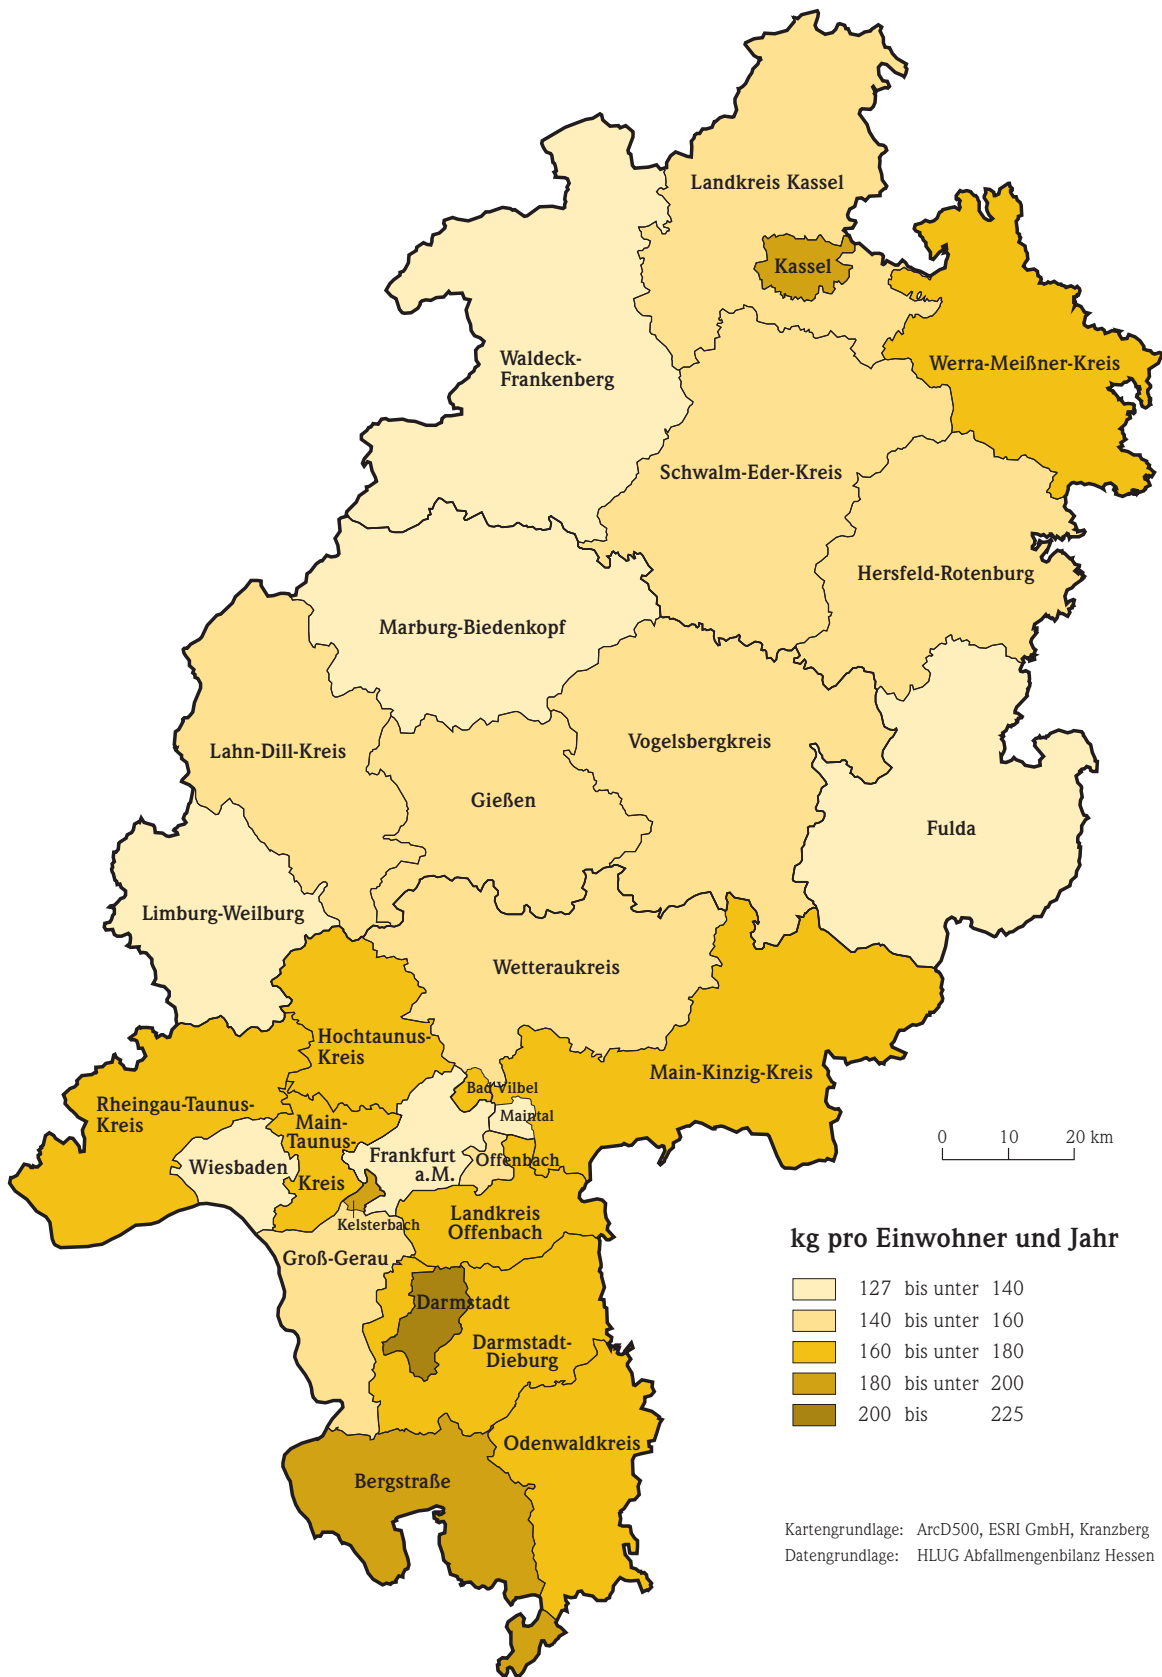 Landkreis Kassel
Kassel
Werra-Meißner-Kreis
Waldeck-
Frankenberg
Schwalm-Eder-Kreis
Hersfeld-Rotenburg
Marburg-Biedenkopf
Lahn-Dill-Kreis
Vogelsbergkreis
Gießen
Fulda
Limburg-Weilburg
Wetteraukreis
Hochtaunus-
Kreis
Main-Kinzig-Kreis
Bad Vilbel
Rheingau-Taunus-
Kreis
Maintal
Main-
Taunus-
Kreis
Frankfurt
a.M.
Offenbach
Wiesbaden
Kelsterbach
Landkreis
Offenbach
Groß-Gerau
Darmstadt
Darmstadt-
Dieburg
Odenwaldkreis
Bergstraße
0 10 20 km
kg pro Einwohner und Jahr
127 bis unter 140
140 bis unter 160
160 bis unter 180
180 bis unter 200
200 bis 225
Kartengrundlage: ArcD500, ESRI GmbH, Kranzberg
Datengrundlage: HLUG Abfallmengenbilanz Hessen